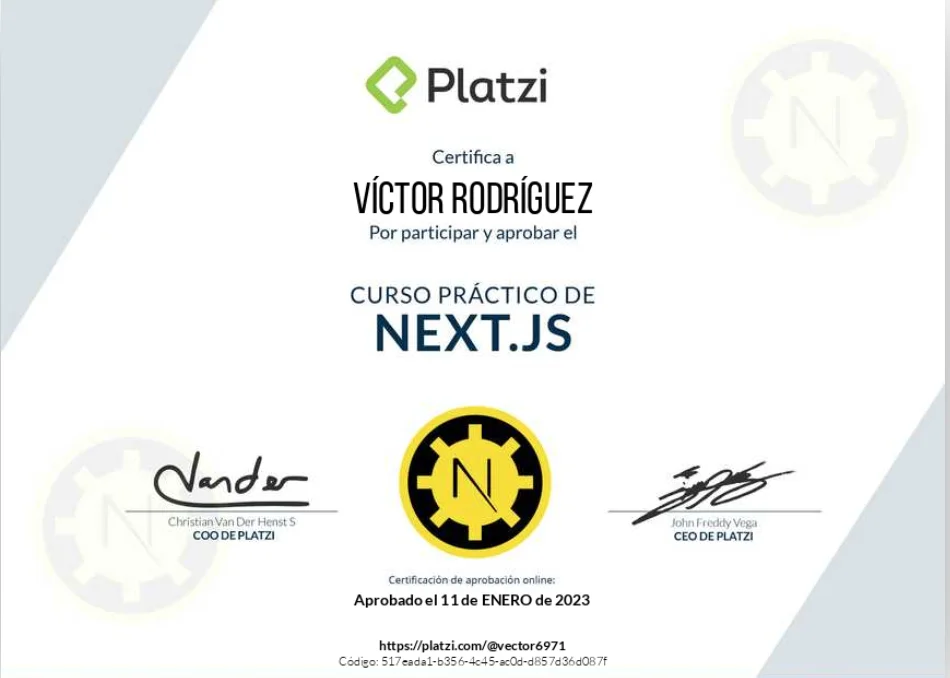 Platzi
Certifica a
VÍCTOR RODRÍGUEZ
Por participar y aprobar el
CURSO PRÁCTICO DE
NEXT.JS
Vander
Christian Van Der Henst S
COO DE PLATZI
John Freddy Vega
CEO DE PLATZI
Certificación de aprobación online:
Aprobado el 11 de ENERO de 2023
https://platzi.com/@vector6971
Código: 517eada1-b356-4c45-ac0d-d857d36d087f